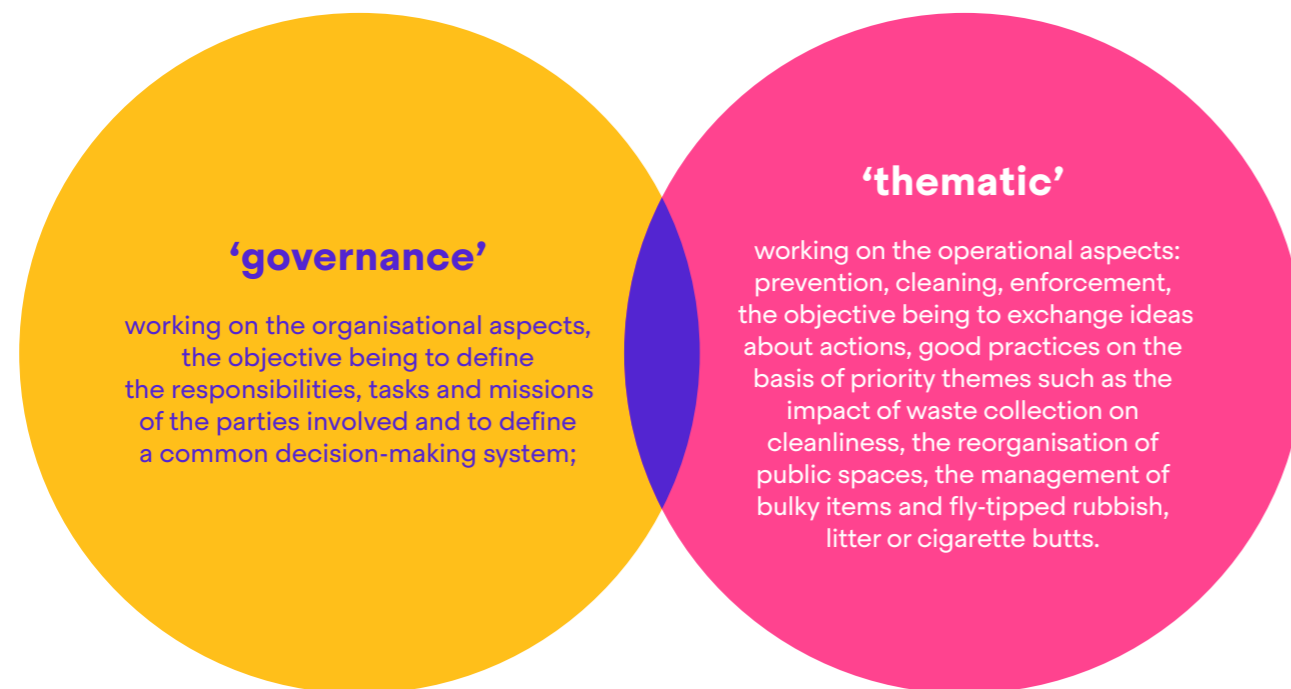 ‘governance’
working on the organisational aspects,
the objective being to define
the responsibilities, tasks and missions
of the parties involved and to define
a common decision-making system;
‘thematic’
working on the operational aspects:
prevention, cleaning, enforcement,
the objective being to exchange ideas
about actions, good practices on the
basis of priority themes such as the
impact of waste collection on
cleanliness, the reorganisation of
public spaces, the management of
bulky items and fly-tipped rubbish,
litter or cigarette butts.